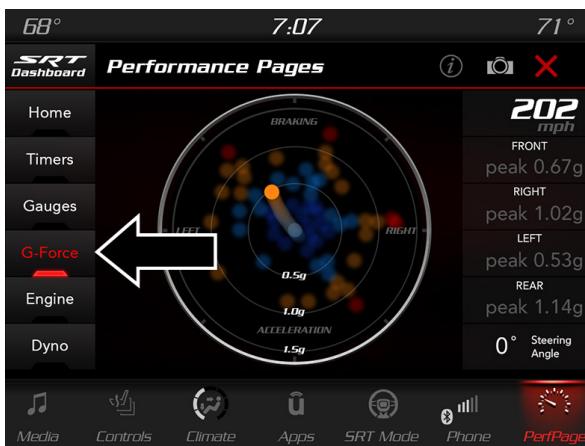 68°
7:07
71°
SRT
Dashboard
Performance Pages
i
Home
Timers
Gauges
G-Force
Engine
Dyno
BRAKING
LEFT
RIGHT
0.5g
1.0g
ACCELERATION
1.5g
202
mph
FRONT
peak 0.67g
RIGHT
peak 1.02g
LEFT
peak 0.53g
REAR
peak 1.14g
0° Steering
Angle
Media
Controls
Climate
û
Apps
SRT Mode
Phone
PerfPage